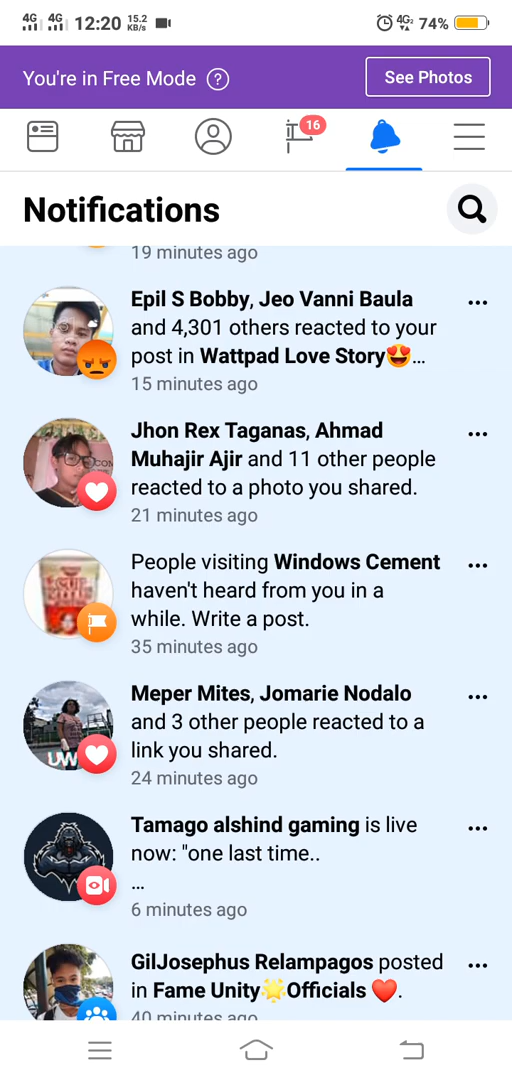 4G 4G 12:20 15.2 KB/s 4G2 74%
You're in Free Mode ? See Photos
16
Notifications
19 minutes ago
Epil S Bobby, Jeo Vanni Baula
and 4,301 others reacted to your
post in Wattpad Love Story😍...
15 minutes ago
Jhon Rex Taganas, Ahmad
Muhajir Ajir and 11 other people
reacted to a photo you shared.
21 minutes ago
People visiting Windows Cement
haven't heard from you in a
while. Write a post.
35 minutes ago
Meper Mites, Jomarie Nodalo
and 3 other people reacted to a
link you shared.
24 minutes ago
UW
Tamago alshind gaming is live
now: "one last time..
...
6 minutes ago
GilJosephus Relampagos posted
in Fame Unity🌟Officials ❤️.
40 minutes ago